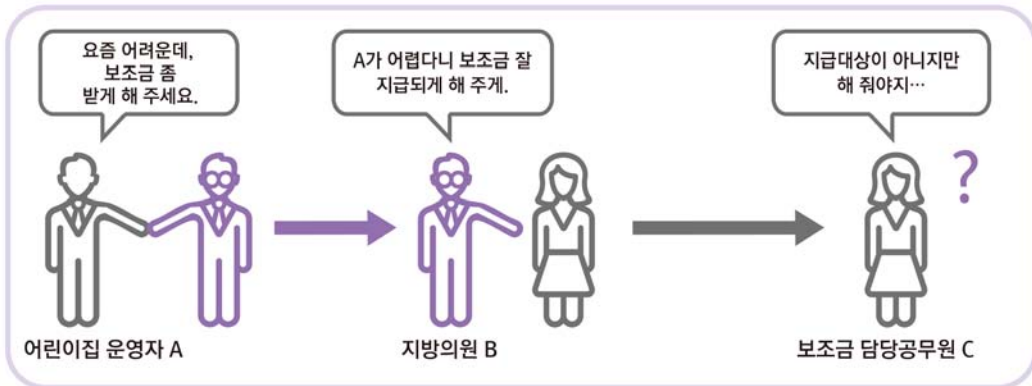 요즘 어려운데,
보조금 좀
받게 해 주세요.
A가 어렵다니 보조금 잘
지급되게 해 주게.
지급대상이 아니지만
해 줘야지…
?
어린이집 운영자 A
지방의원 B
보조금 담당공무원 C